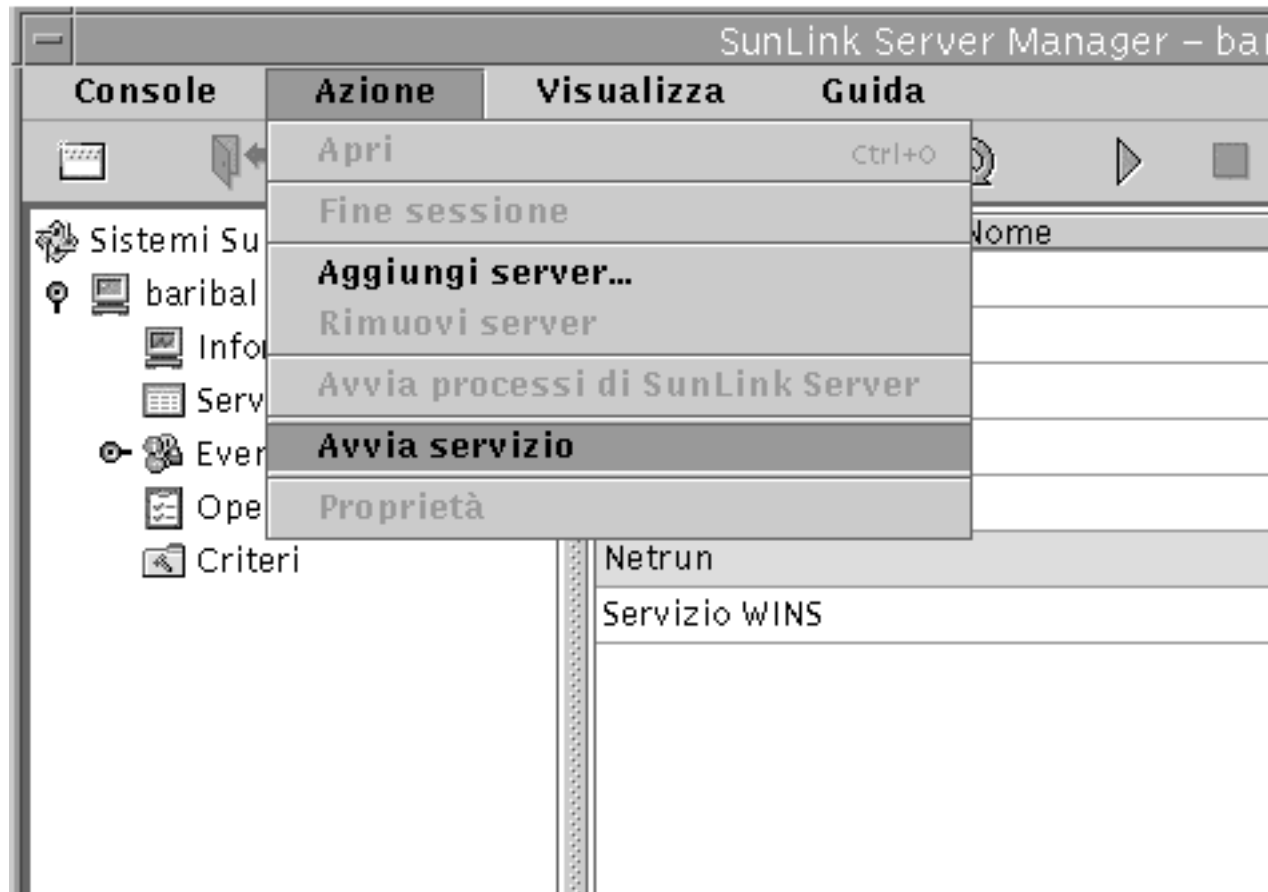 SunLink Server Manager – bar
Console Azione Visualizza Guida
Apri Ctrl+O
Fine sessione
Aggiungi server...
Rimuovi server
Avvia processi di SunLink Server
Avvia servizio
Proprietà
Sistemi Su
baribal
Infor
Serv
Even
Ope
Criteri
Nome
Netrun
Servizio WINS